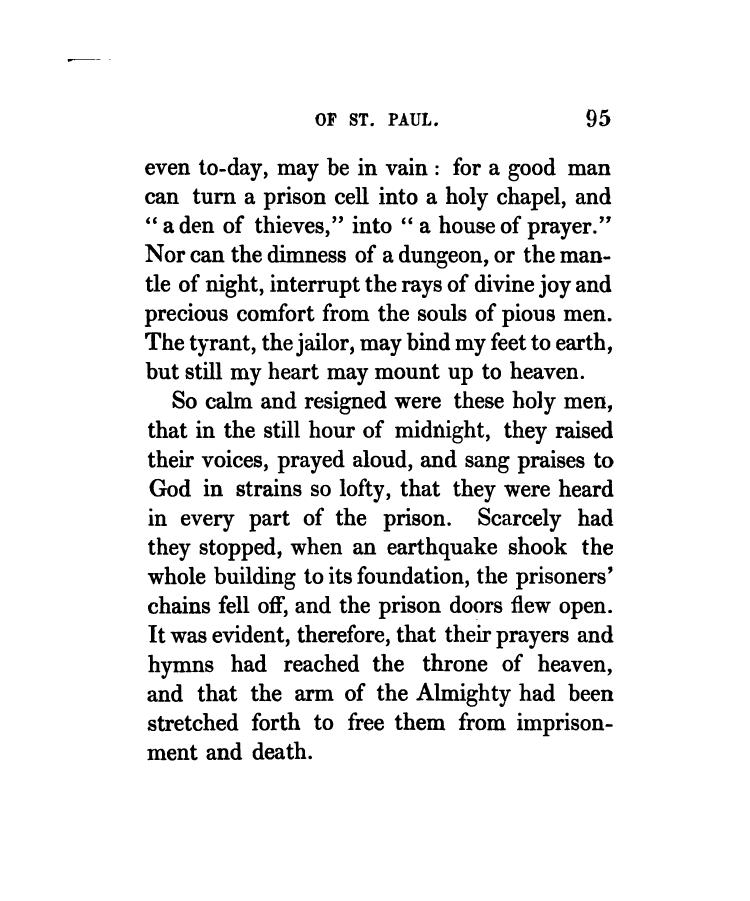 OF ST. PAUL. 95
even to-day, may be in vain : for a good man
can turn a prison cell into a holy chapel, and
“ a den of thieves,” into “ a house of prayer.”
Nor can the dimness of a dungeon, or the man-
tle of night, interrupt the rays of divine joy and
precious comfort from the souls of pious men.
The tyrant, the jailor, may bind my feet to earth,
but still my heart may mount up to heaven.
So calm and resigned were these holy men,
that in the still hour of midnight, they raised
their voices, prayed aloud, and sang praises to
God in strains so lofty, that they were heard
in every part of the prison. Scarcely had
they stopped, when an earthquake shook the
whole building to its foundation, the prisoners’
chains fell off, and the prison doors flew open.
It was evident, therefore, that their prayers and
hymns had reached the throne of heaven,
and that the arm of the Almighty had been
stretched forth to free them from imprison-
ment and death.